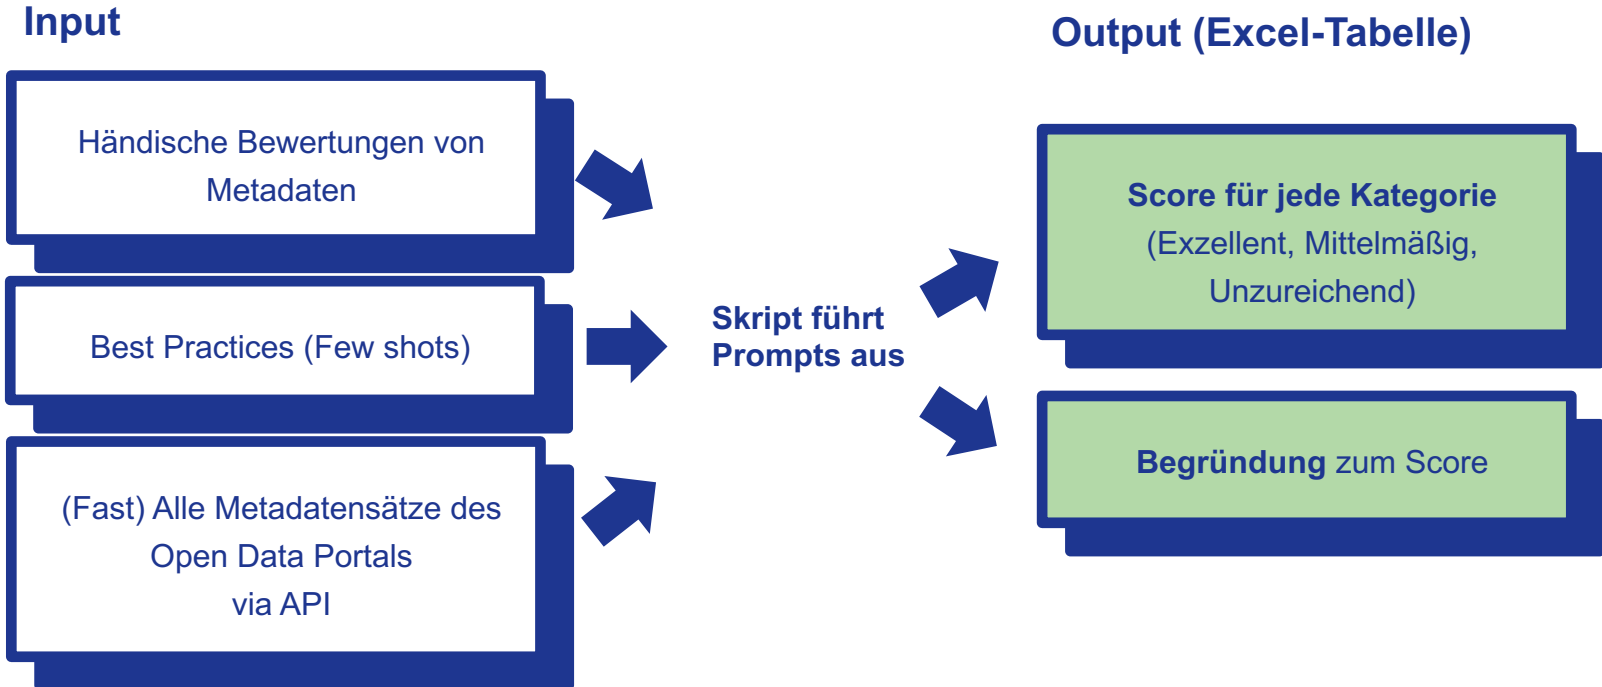 Input
Händische Bewertungen von
Metadaten
Best Practices (Few shots)
(Fast) Alle Metadatensätze des
Open Data Portals
via API
Skript führt
Prompts aus
Output (Excel-Tabelle)
Score für jede Kategorie
(Exzellent, Mittelmäßig,
Unzureichend)
Begründung zum Score